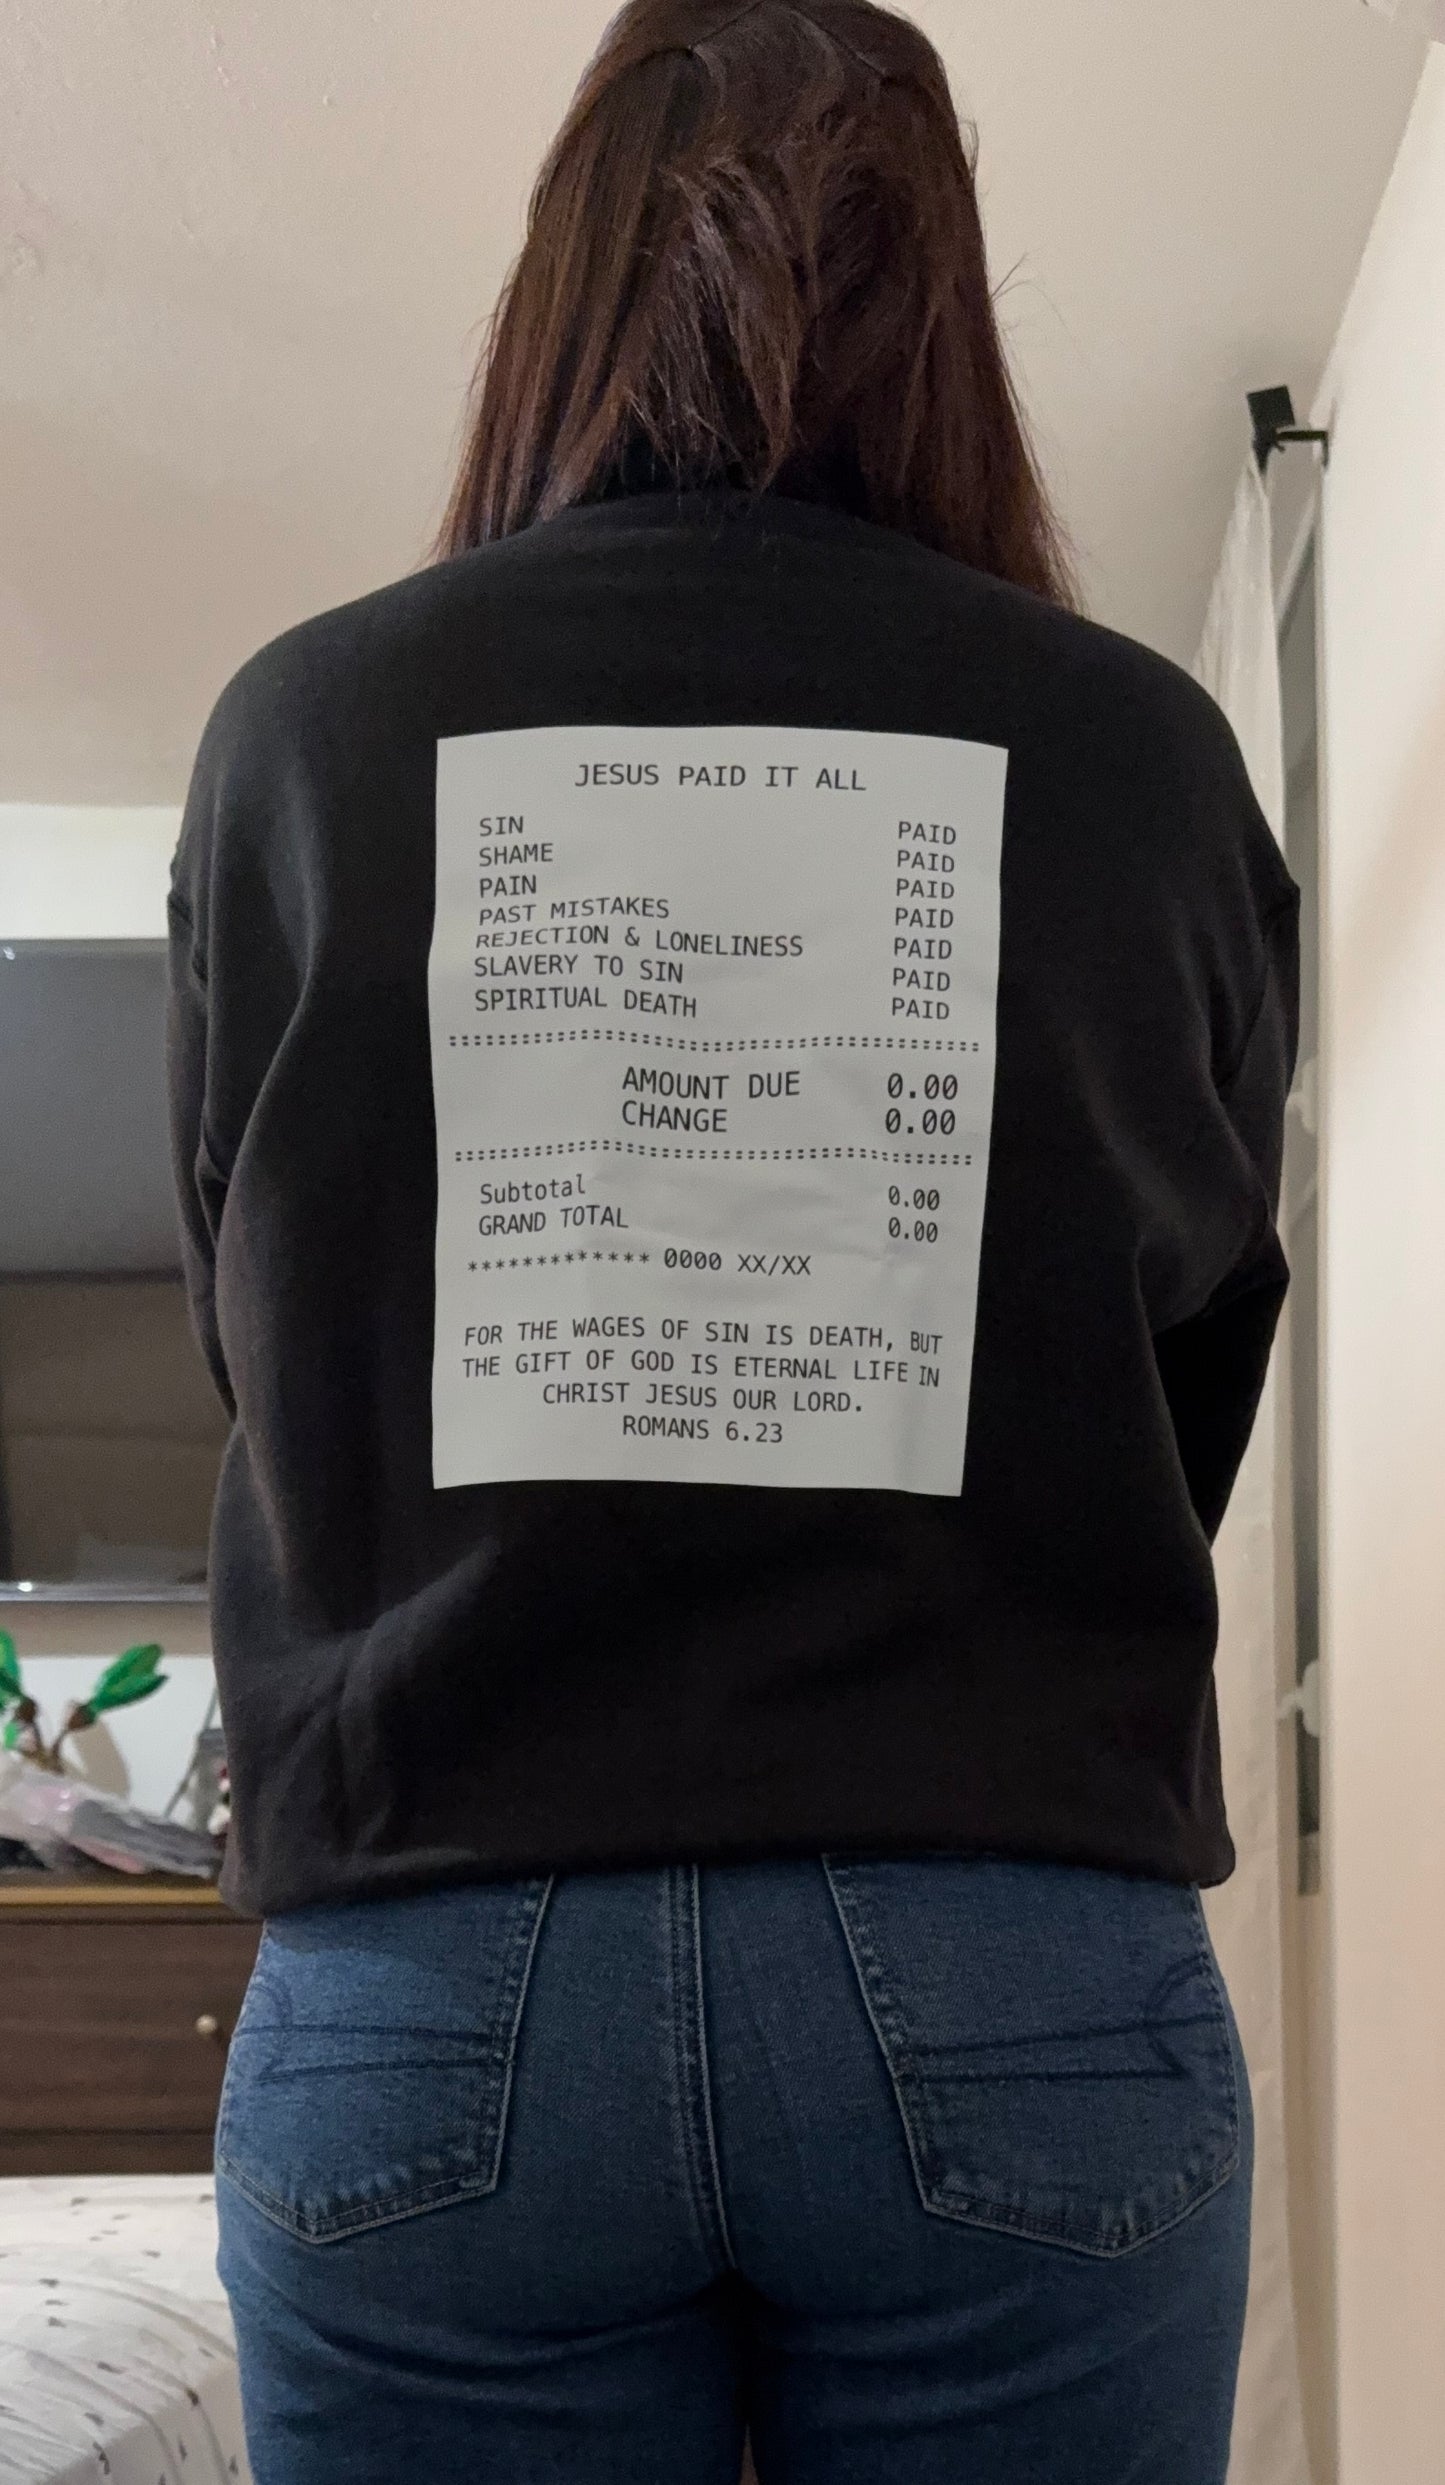 JESUS PAID IT ALL
SIN PAID
SHAME PAID
PAIN PAID
PAST MISTAKES PAID
REJECTION & LONELINESS PAID
SLAVERY TO SIN PAID
SPIRITUAL DEATH PAID
AMOUNT DUE 0.00
CHANGE 0.00
Subtotal 0.00
GRAND TOTAL 0.00
************* 0000 XX/XX
FOR THE WAGES OF SIN IS DEATH, BUT
THE GIFT OF GOD IS ETERNAL LIFE IN
CHRIST JESUS OUR LORD.
ROMANS 6.23